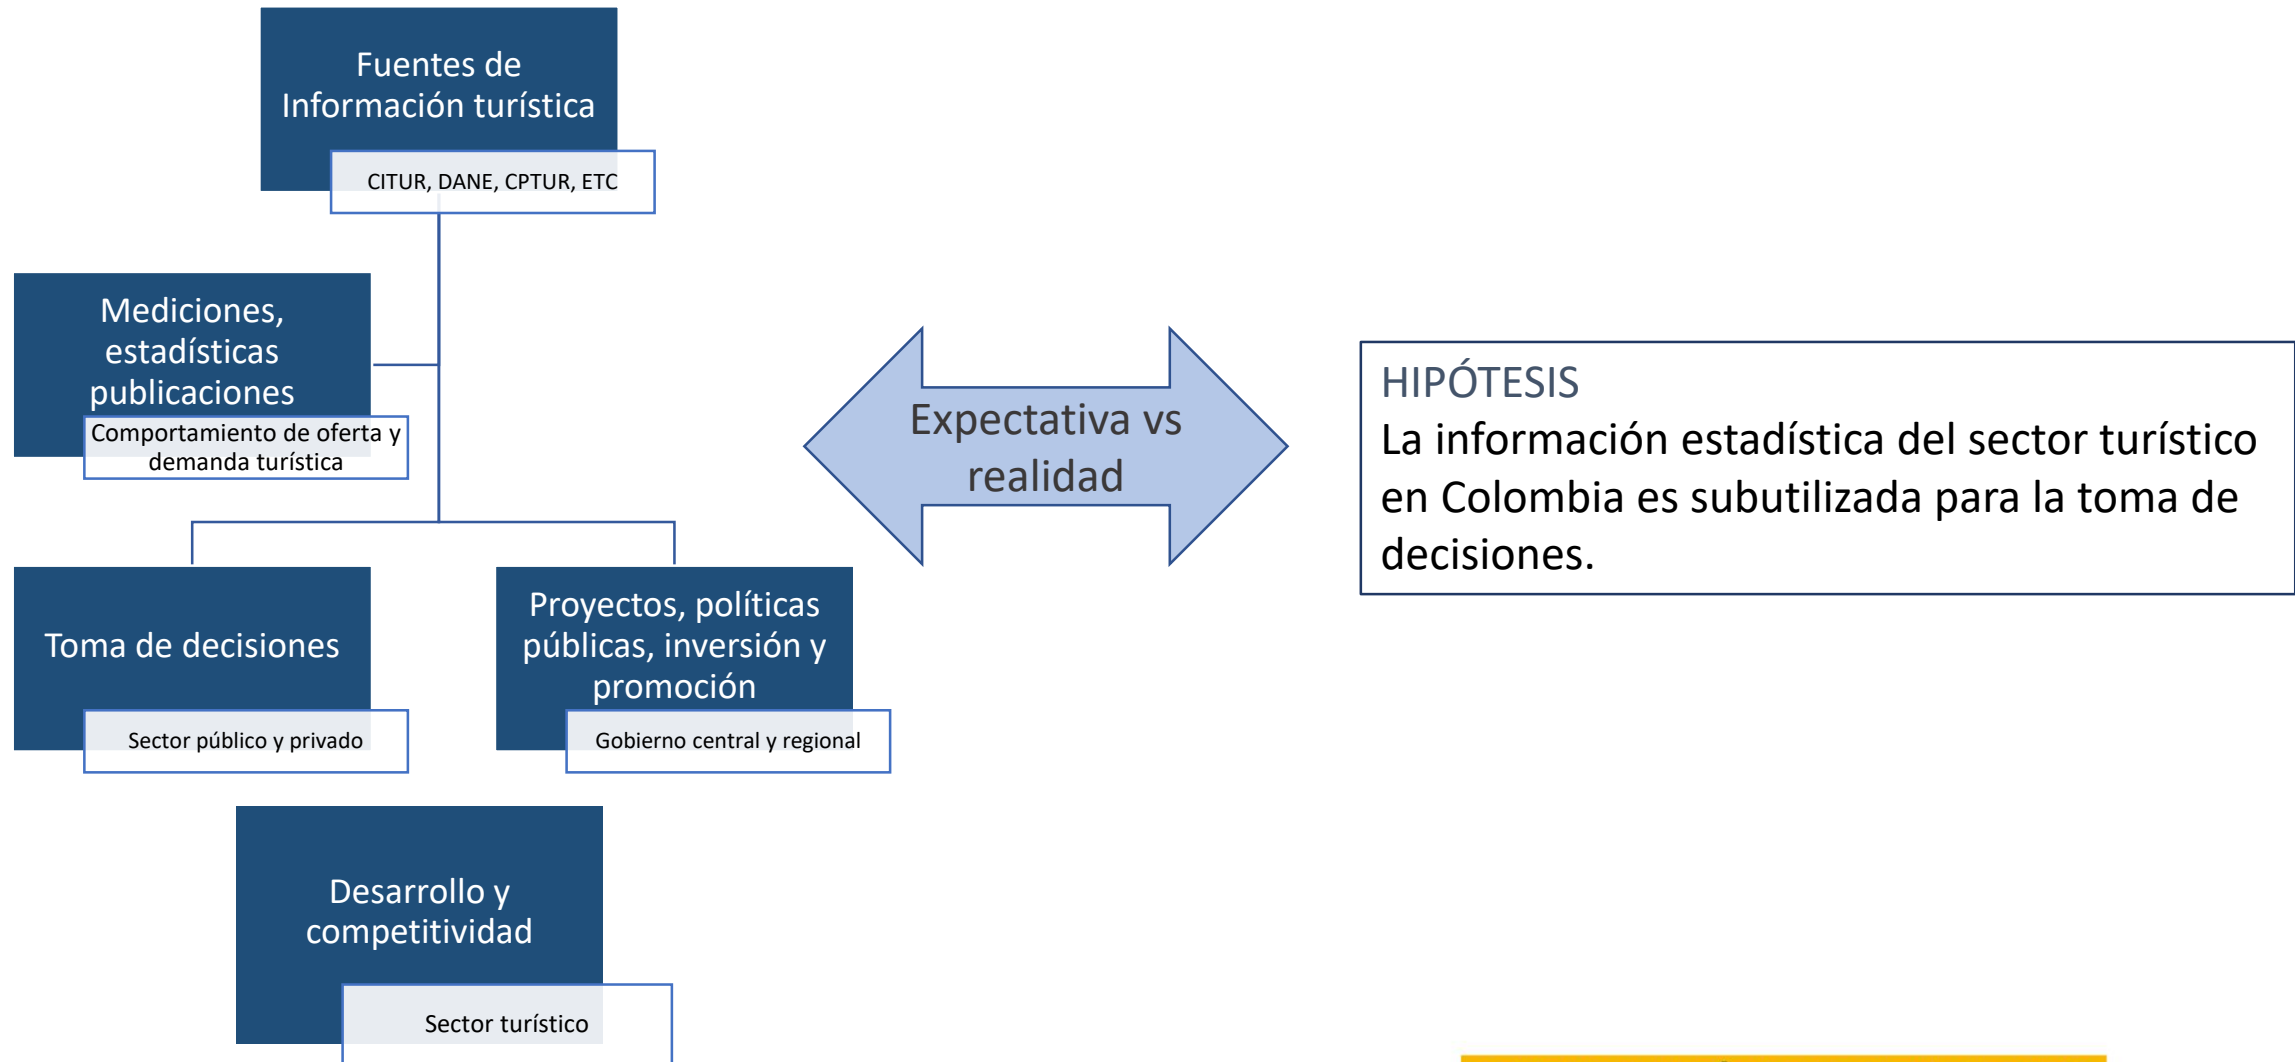 Fuentes de
Información turística
CITUR, DANE, CPTUR, ETC
Mediciones,
estadísticas
publicaciones
Comportamiento de oferta y
demanda turística
Toma de decisiones
Sector público y privado
Proyectos, políticas
públicas, inversión y
promoción
Gobierno central y regional
Desarrollo y
competitividad
Sector turístico
Expectativa vs
realidad
HIPÓTESIS
La información estadística del sector turístico
en Colombia es subutilizada para la toma de
decisiones.